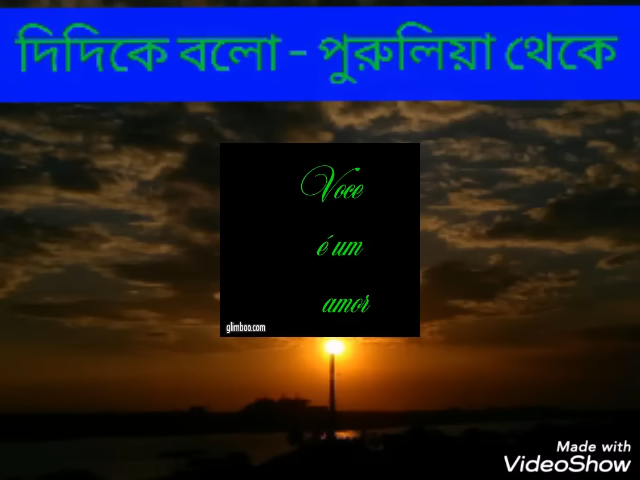 দিদিকে বলো - পুরুলিয়া থেকে
Voce
é um
amor
glimboo.com
Made with
VideoShow